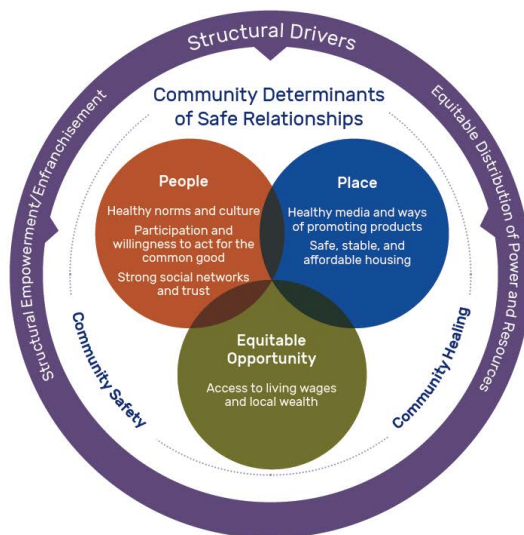 Structural Drivers
Structural Empowerment/Enfranchisement
Equitable Distribution of Power and Resources
Community Determinants
of Safe Relationships
People
Healthy norms and culture
Participation and
willingness to act for the
common good
Strong social networks
and trust
Place
Healthy media and ways
of promoting products
Safe, stable, and
affordable housing
Equitable
Opportunity
Access to living wages
and local wealth
Community Safety
Community Healing